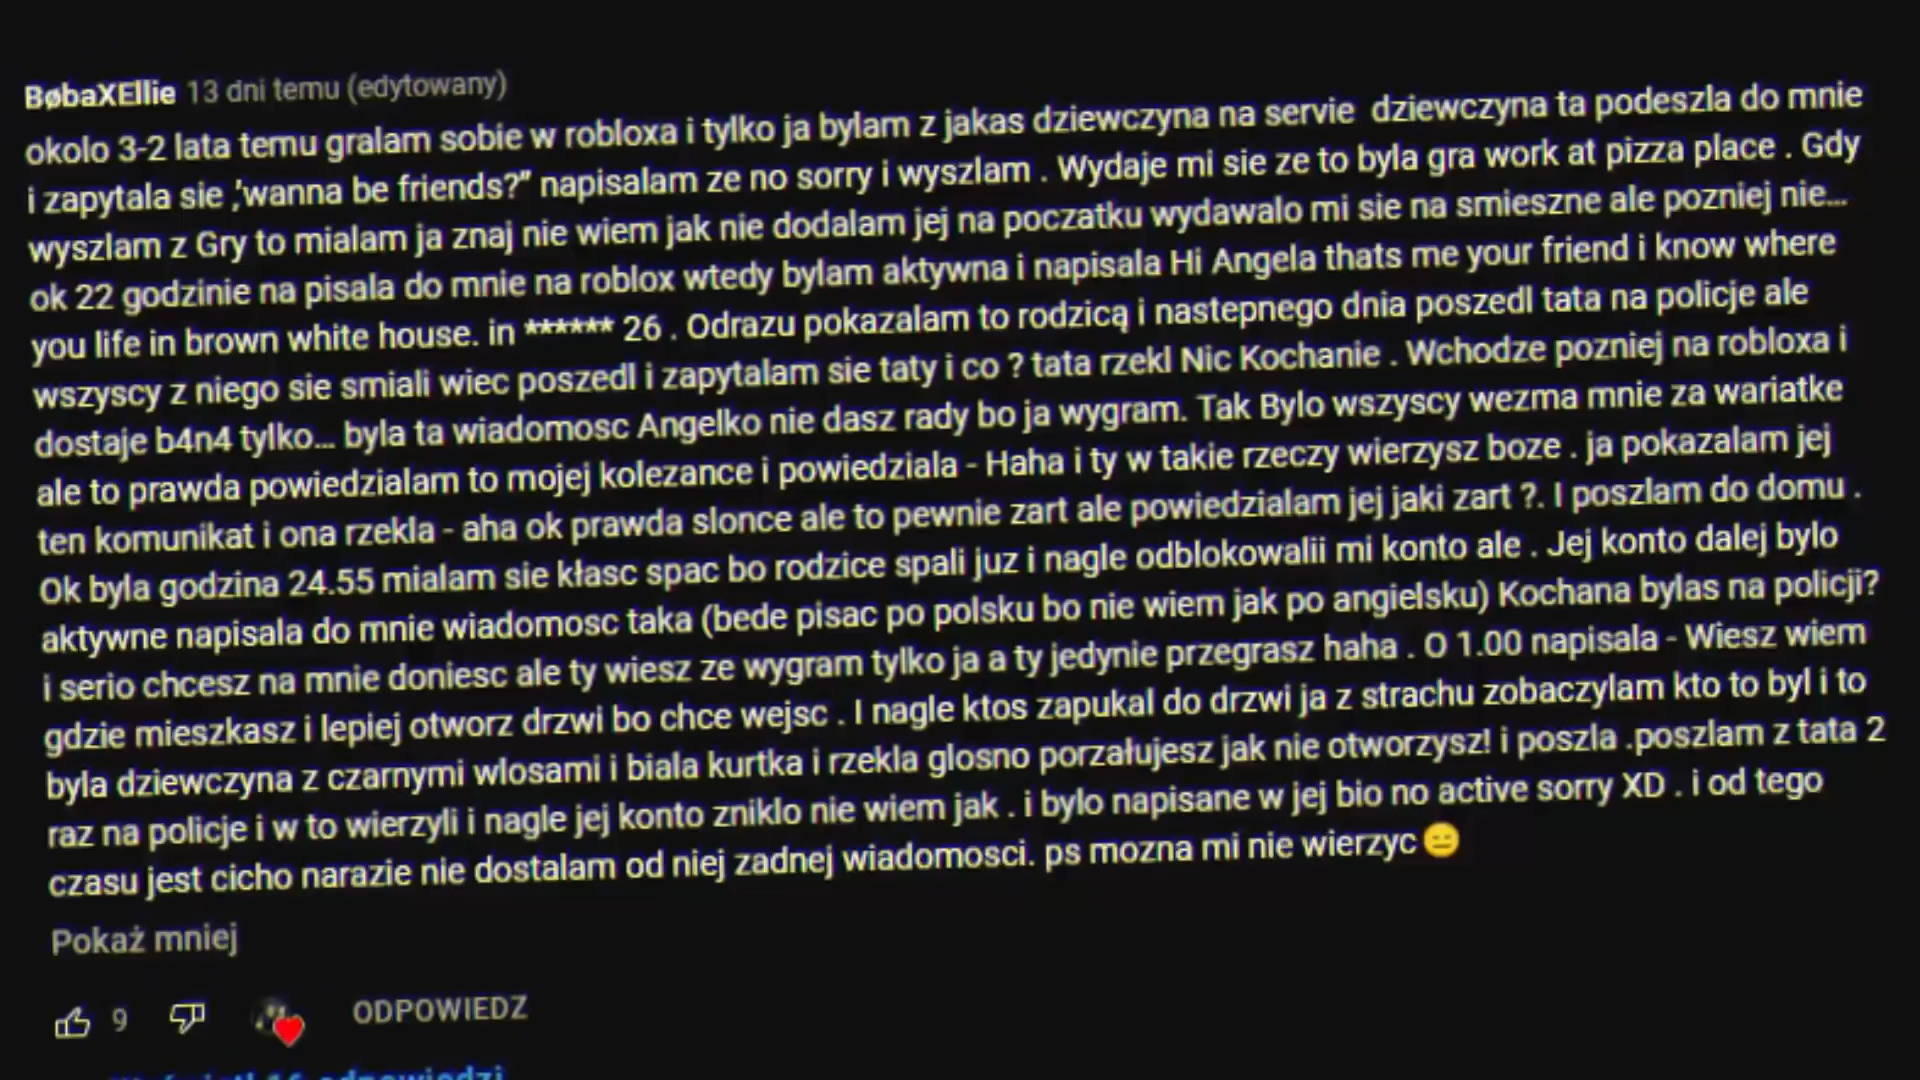 BøbaXEllie 13 dni temu (edytowany)
okolo 3-2 lata temu gralam sobie w robloxa i tylko ja bylam z jakas dziewczyna na servie dziewczyna ta podeszla do mnie
i zapytala sie ,'wanna be friends?" napisalam ze no sorry i wyszlam . Wydaje mi sie ze to byla gra work at pizza place . Gdy
wyszlam z Gry to mialam ja znaj nie wiem jak nie dodalam jej na poczatku wydawalo mi sie na smieszne ale pozniej nie...
ok 22 godzinie na pisala do mnie na roblox wtedy bylam aktywna i napisala Hi Angela thats me your friend i know where
you life in brown white house. in ****** 26 . Odrazu pokazalam to rodzicą i nastepnego dnia poszedl tata na policje ale
wszyscy z niego sie smiali wiec poszedl i zapytalam sie taty i co ? tata rzekl Nic Kochanie . Wchodze pozniej na robloxa i
dostaje b4n4 tylko... byla ta wiadomosc Angelko nie dasz rady bo ja wygram. Tak Bylo wszyscy wezma mnie za wariatke
ale to prawda powiedzialam to mojej kolezance i powiedziala - Haha i ty w takie rzeczy wierzysz boze . ja pokazalam jej
ten komunikat i ona rzekla - aha ok prawda slonce ale to pewnie zart ale powiedzialam jej jaki zart ?. I poszlam do domu .
Ok byla godzina 24.55 mialam sie kłasc spac bo rodzice spali juz i nagle odblokowalii mi konto ale . Jej konto dalej bylo
aktywne napisala do mnie wiadomosc taka (bede pisac po polsku bo nie wiem jak po angielsku) Kochana bylas na policji?
i serio chcesz na mnie doniesc ale ty wiesz ze wygram tylko ja a ty jedynie przegrasz haha . O 1.00 napisala - Wiesz wiem
gdzie mieszkasz i lepiej otworz drzwi bo chce wejsc . I nagle ktos zapukal do drzwi ja z strachu zobaczylam kto to byl i to
byla dziewczyna z czarnymi wlosami i biala kurtka i rzekla glosno porzałujesz jak nie otworzysz! i poszla .poszlam z tata 2
raz na policje i w to wierzyli i nagle jej konto zniklo nie wiem jak . i bylo napisane w jej bio no active sorry XD . i od tego
czasu jest cicho narazie nie dostalam od niej zadnej wiadomosci. ps mozna mi nie wierzyc 😑
Pokaż mniej
9 ODPOWIEDZ
16 odpowiedzi